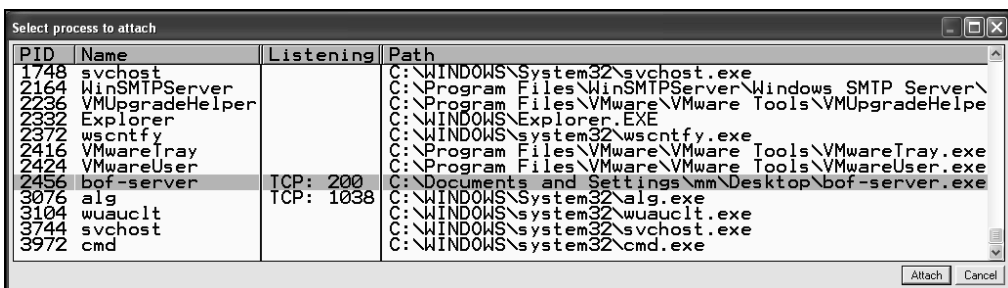 Select process to attach
PID Name Listening Path
1748 svchost C:\WINDOWS\System32\svchost.exe
2164 WinSMTPServer C:\Program Files\WinSMTPServer\Windows SMTP Server\
2236 VMUpgradeHelper C:\Program Files\VMware\VMware Tools\VMUpgradeHelpe
2332 Explorer C:\WINDOWS\Explorer.EXE
2372 wscntfy C:\WINDOWS\system32\wscntfy.exe
2416 VMwareTray C:\Program Files\VMware\VMware Tools\VMwareTray.exe
2424 VMwareUser C:\Program Files\VMware\VMware Tools\VMwareUser.exe
2456 bof-server TCP: 200 C:\Documents and Settings\mm\Desktop\bof-server.exe
3076 alg TCP: 1038 C:\WINDOWS\System32\alg.exe
3104 wuauclt C:\WINDOWS\system32\wuauclt.exe
3744 svchost C:\WINDOWS\system32\svchost.exe
3972 cmd C:\WINDOWS\system32\cmd.exe
Attach Cancel